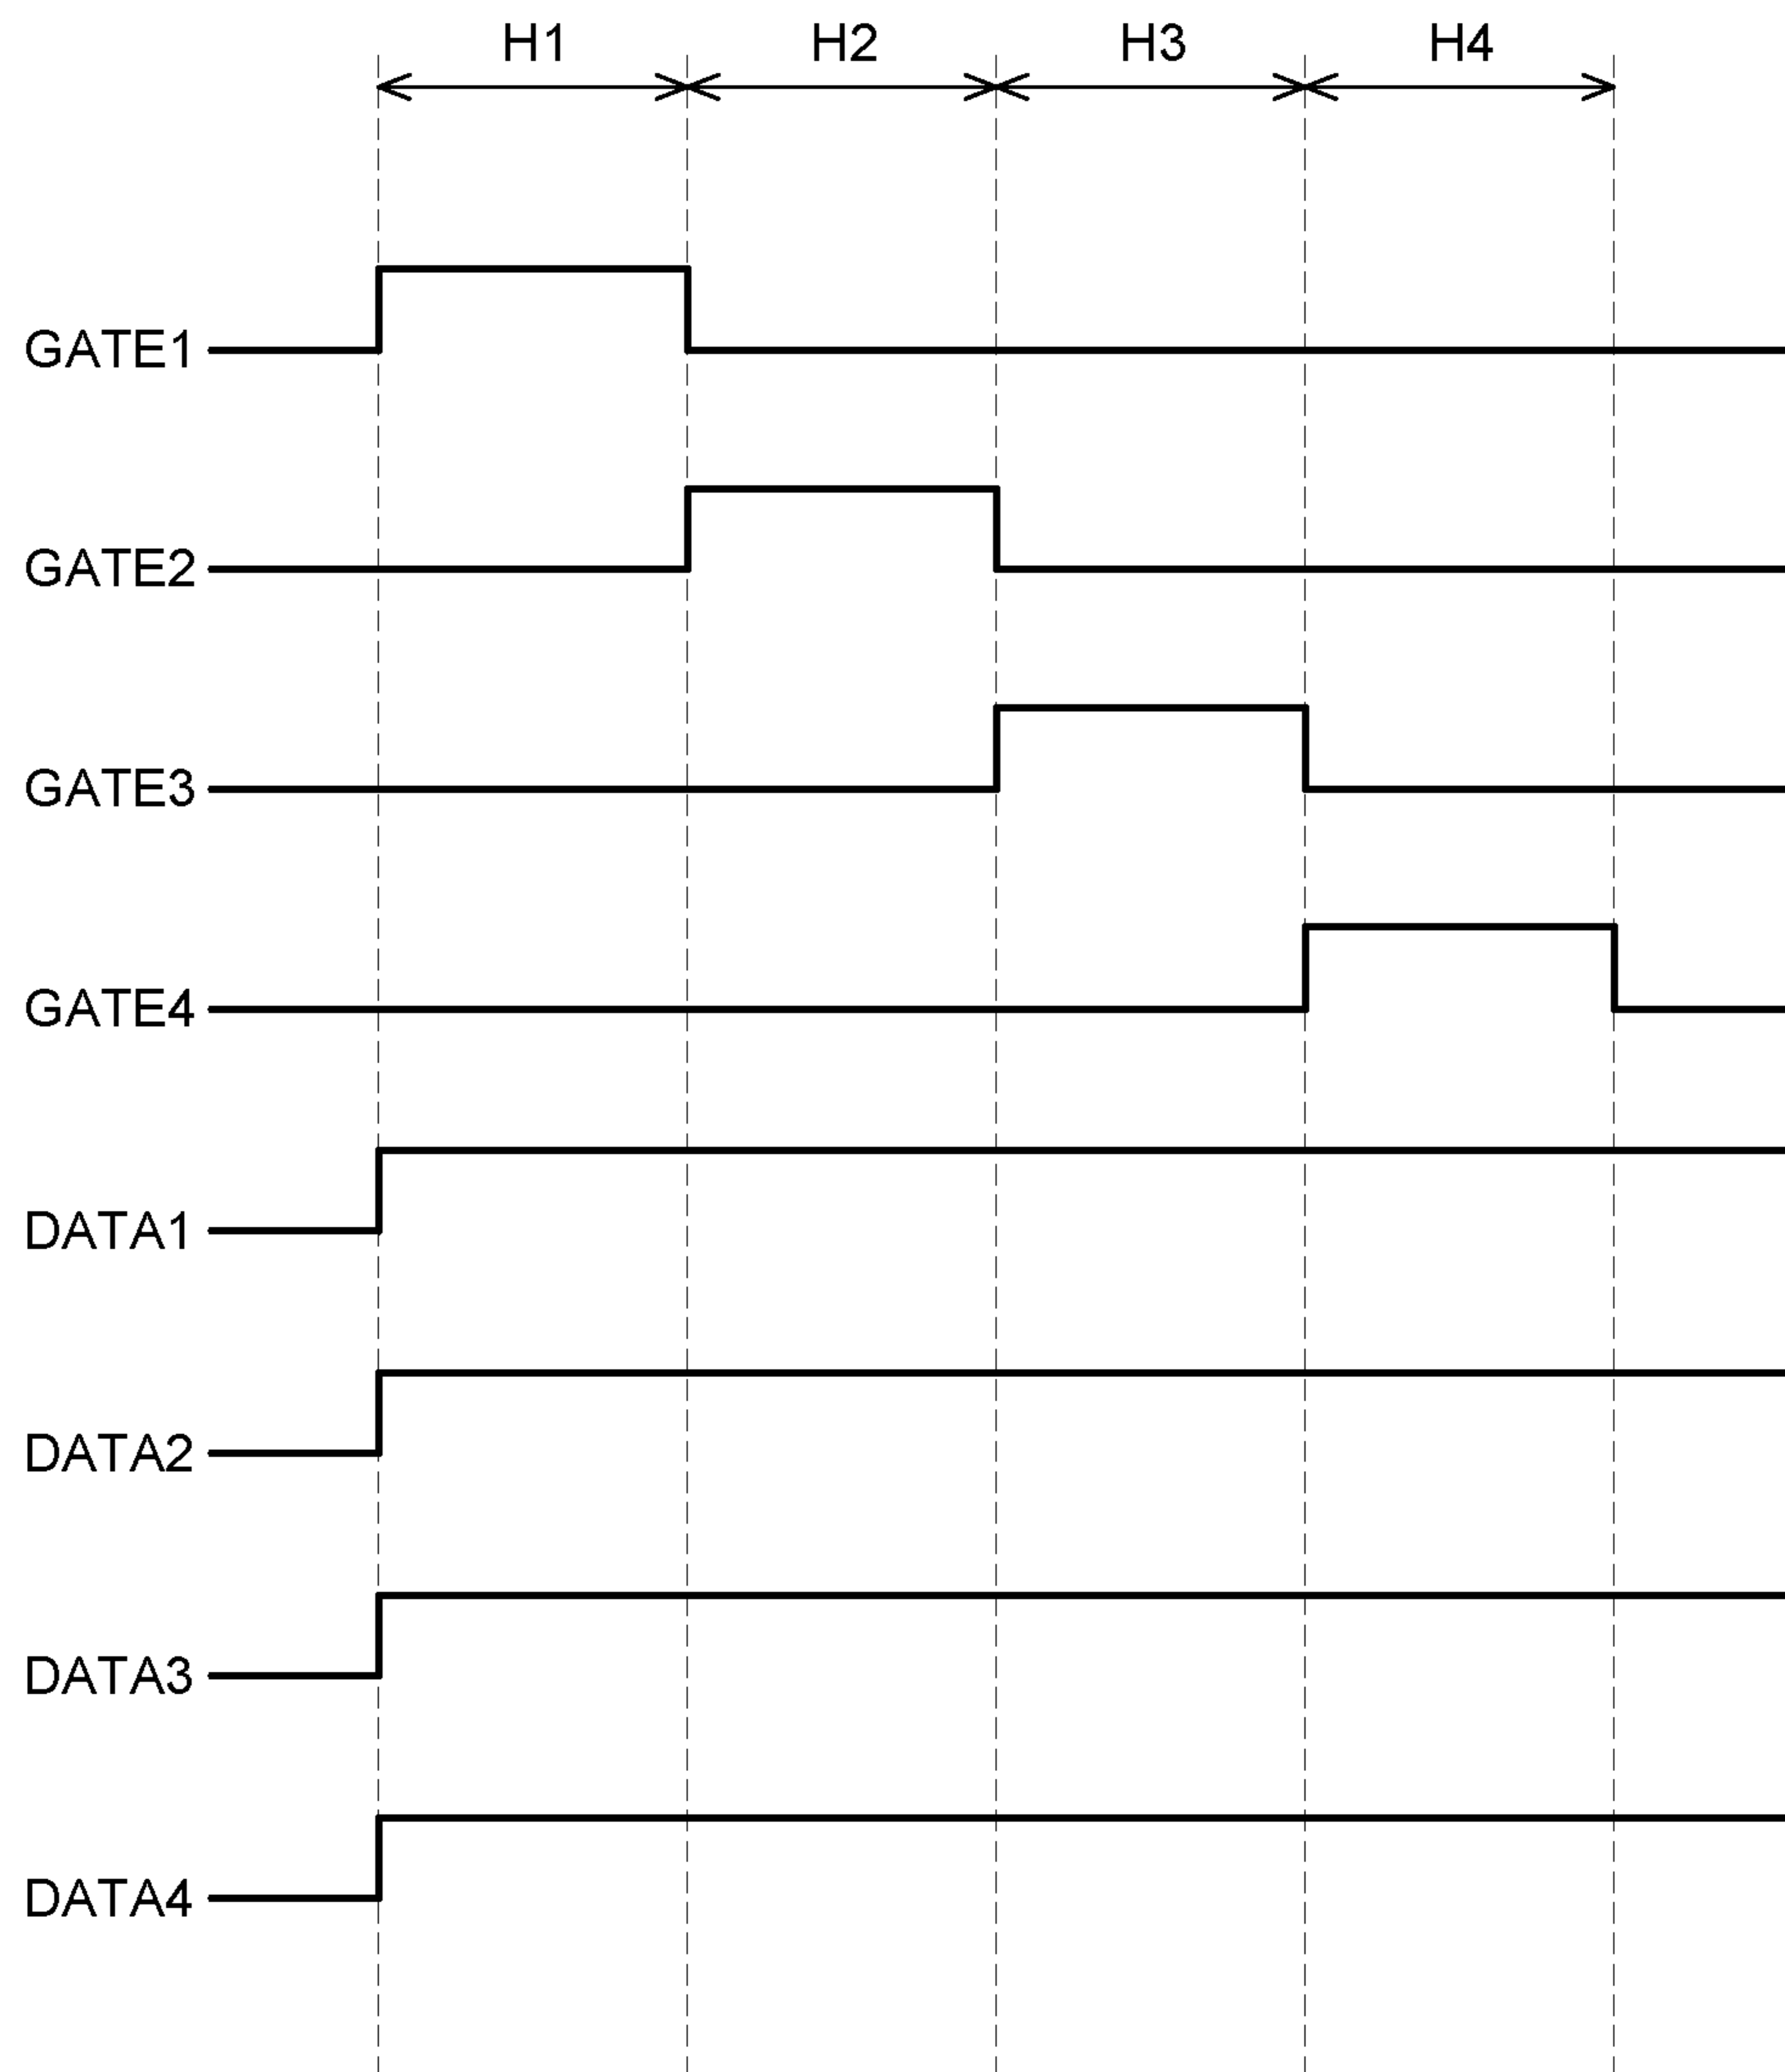 H1 H2 H3 H4
GATE1
GATE2
GATE3
GATE4
DATA1
DATA2
DATA3
DATA4